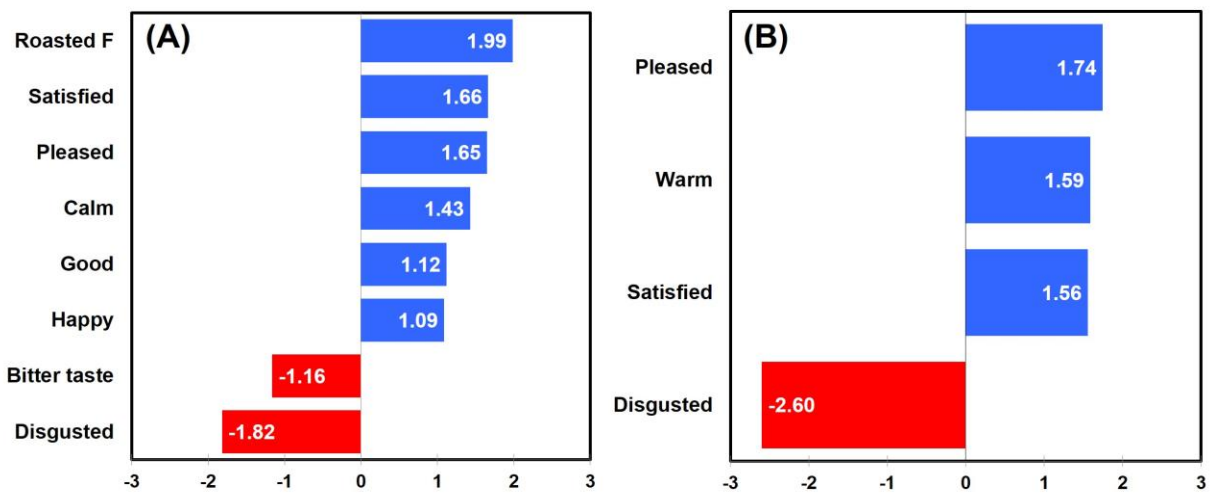 (A)
Roasted F 1.99
Satisfied 1.66
Pleased 1.65
Calm 1.43
Good 1.12
Happy 1.09
Bitter taste -1.16
Disgusted -1.82
-3 -2 -1 0 1 2 3
(B)
Pleased 1.74
Warm 1.59
Satisfied 1.56
Disgusted -2.60
-3 -2 -1 0 1 2 3